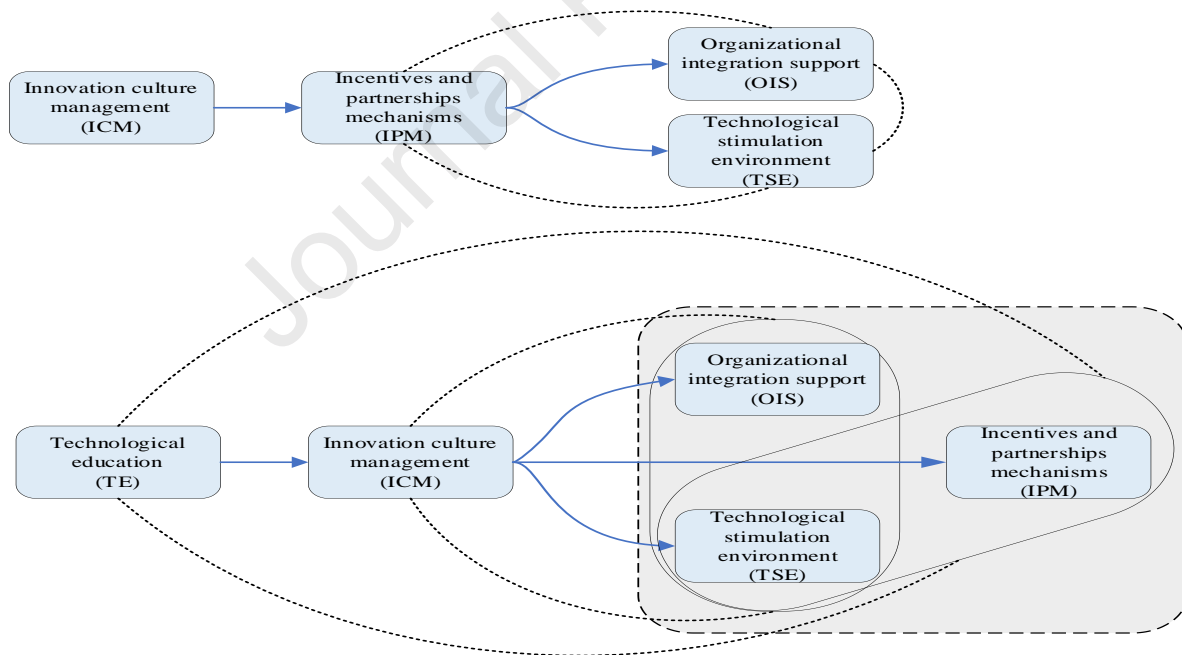 Journal
Innovation culture
management
(ICM)
Incentives and
partnerships
mechanisms
(IPM)
Organizational
integration support
(OIS)
Technological
stimulation
environment
(TSE)
Technological
education
(TE)
Innovation culture
management
(ICM)
Organizational
integration support
(OIS)
Incentives and
partnerships
mechanisms
(IPM)
Technological
stimulation
environment
(TSE)